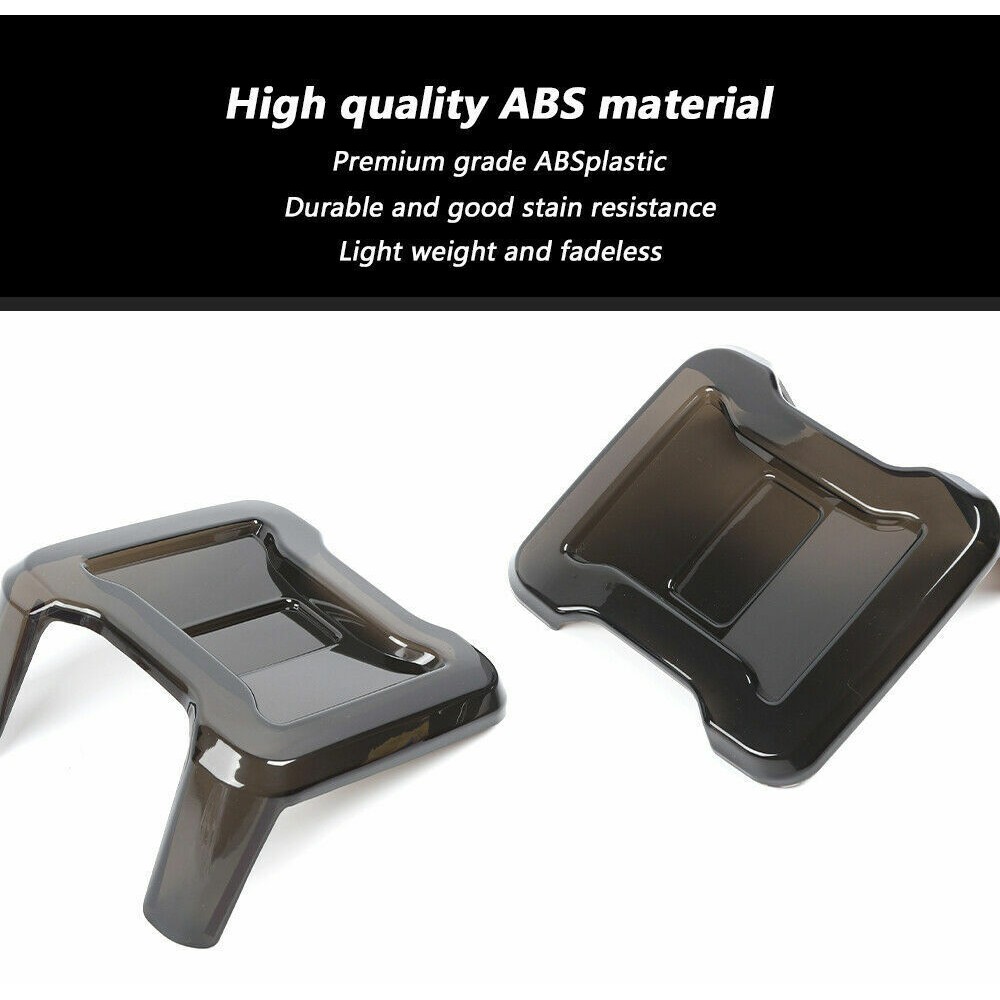 High quality ABS material
Premium grade ABSplastic
Durable and good stain resistance
Light weight and fadeless